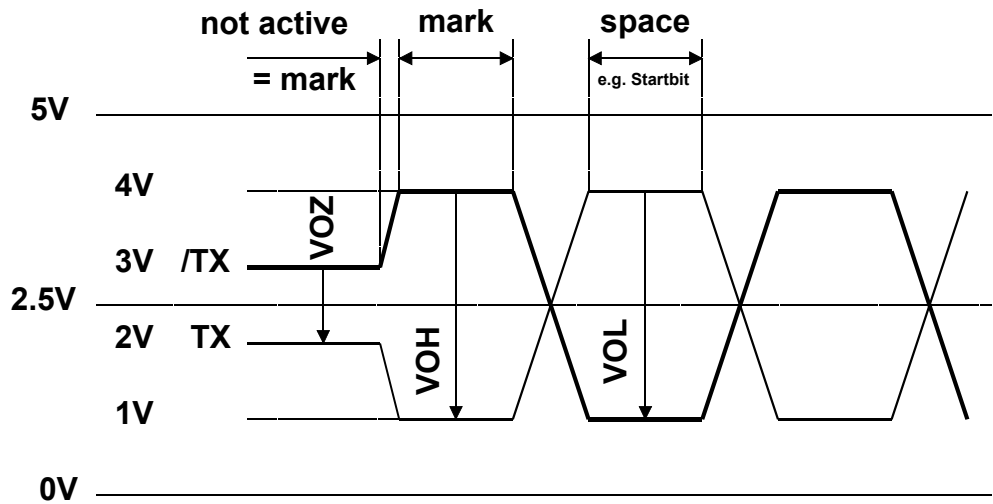 not active
mark
space
= mark
e.g. Startbit
5V
4V
VOZ
3V /TX
2.5V
2V TX
VOH
VOL
1V
0V